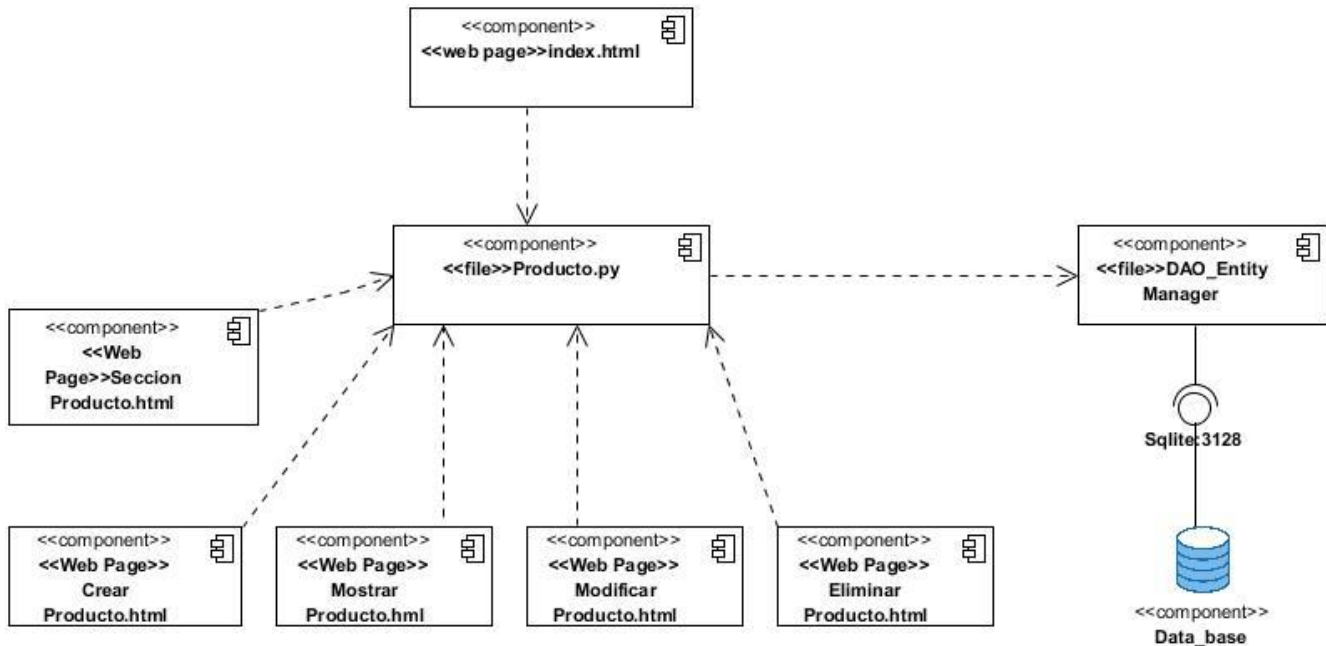 <<component>>
<<web page>>index.html
<<component>>
<<file>>Producto.py
<<component>>
<<file>>DAO_Entity
Manager
<<component>>
<<Web
Page>>Seccion
Producto.html
Sqlite:3128
<<component>>
<<Web Page>>
Crear
Producto.html
<<component>>
<<Web Page>>
Mostrar
Producto.hml
<<component>>
<<Web Page>>
Modificar
Producto.html
<<component>>
<<Web Page>>
Eliminar
Producto.html
<<component>>
Data_base